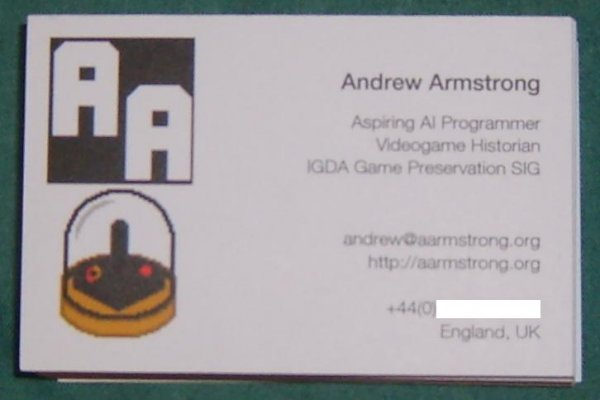 AA
Andrew Armstrong
Aspiring AI Programmer
Videogame Historian
IGDA Game Preservation SIG
andrew@aarmstrong.org
http://aarmstrong.org
+44(0)
England, UK